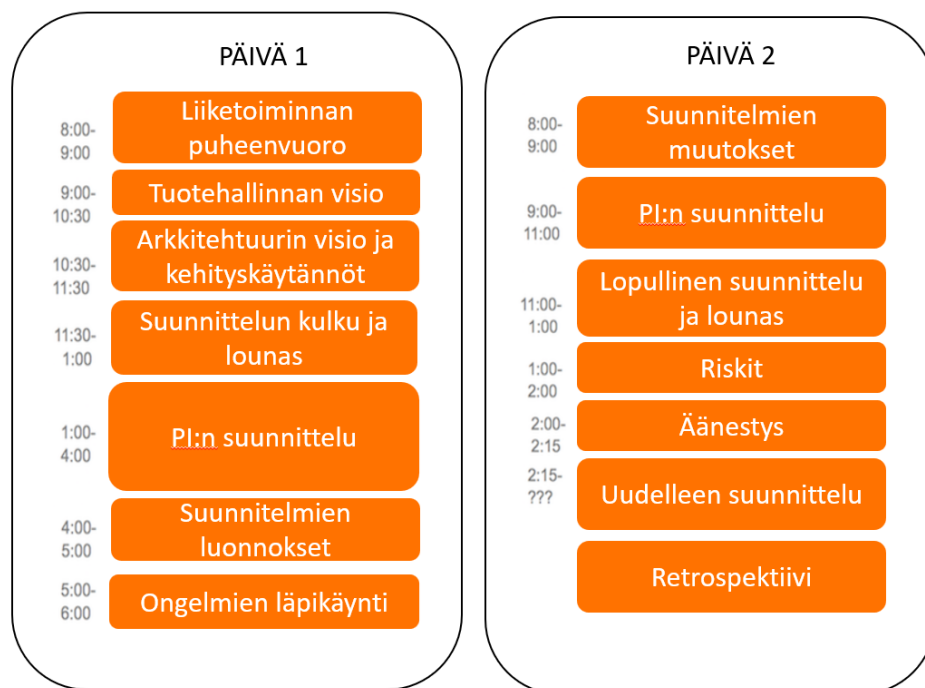 PÄIVÄ 1
8:00-
9:00
Liiketoiminnan
puheenvuoro
9:00-
10:30
Tuotehallinnan visio
10:30-
11:30
Arkkitehtuurin visio ja
kehityskäytännöt
11:30-
1:00
Suunnittelun kulku ja
lounas
1:00-
4:00
PI:n suunnittelu
4:00-
5:00
Suunnitelmien
luonnokset
5:00-
6:00
Ongelmien läpikäynti
PÄIVÄ 2
8:00-
9:00
Suunnitelmien
muutokset
9:00-
11:00
PI:n suunnittelu
11:00-
1:00
Lopullinen suunnittelu
ja lounas
1:00-
2:00
Riskit
2:00-
2:15
Äänestys
2:15-
???
Uudelleen suunnittelu
Retrospektiivi